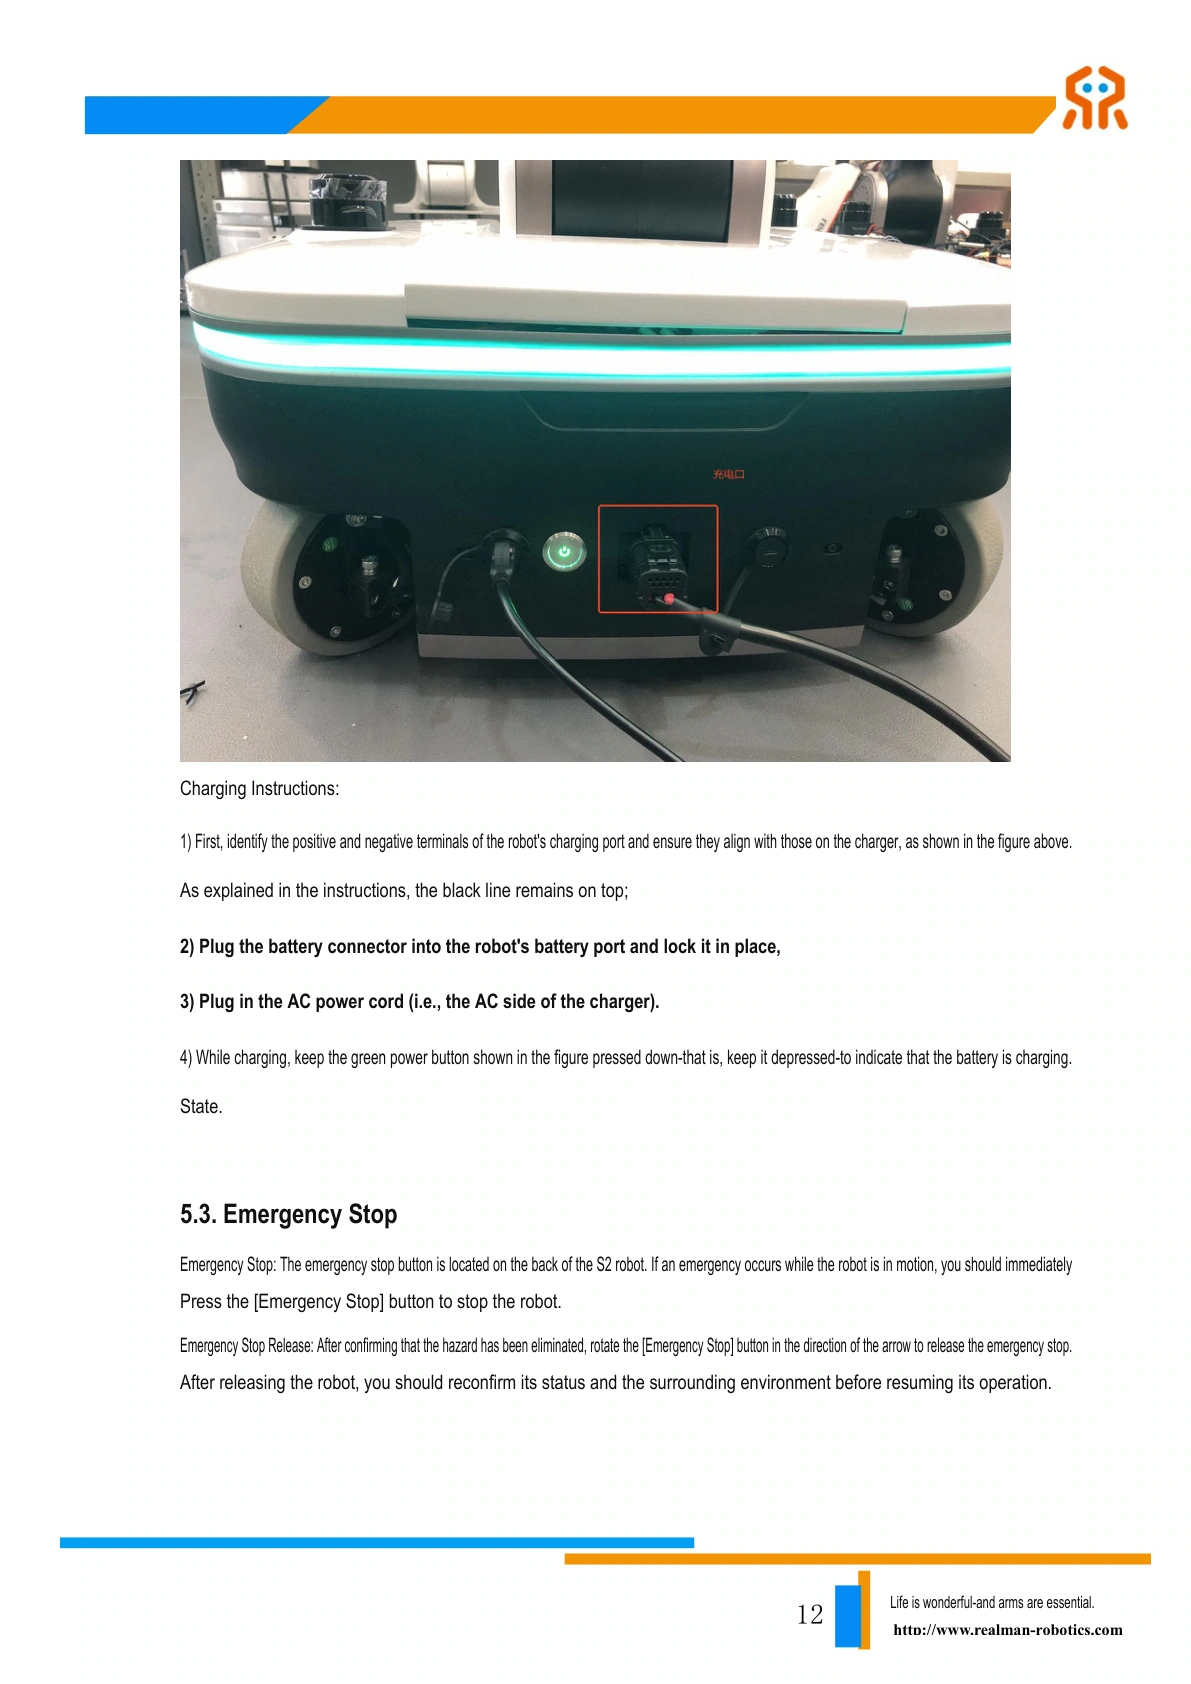 充电口
Charging Instructions:
1) First, identify the positive and negative terminals of the robot's charging port and ensure they align with those on the charger, as shown in the figure above.
As explained in the instructions, the black line remains on top;
2) Plug the battery connector into the robot's battery port and lock it in place,
3) Plug in the AC power cord (i.e., the AC side of the charger).
4) While charging, keep the green power button shown in the figure pressed down-that is, keep it depressed-to indicate that the battery is charging.
State.
5.3. Emergency Stop
Emergency Stop: The emergency stop button is located on the back of the S2 robot. If an emergency occurs while the robot is in motion, you should immediately
Press the [Emergency Stop] button to stop the robot.
Emergency Stop Release: After confirming that the hazard has been eliminated, rotate the [Emergency Stop] button in the direction of the arrow to release the emergency stop.
After releasing the robot, you should reconfirm its status and the surrounding environment before resuming its operation.
12
Life is wonderful-and arms are essential.
http://www.realman-robotics.com